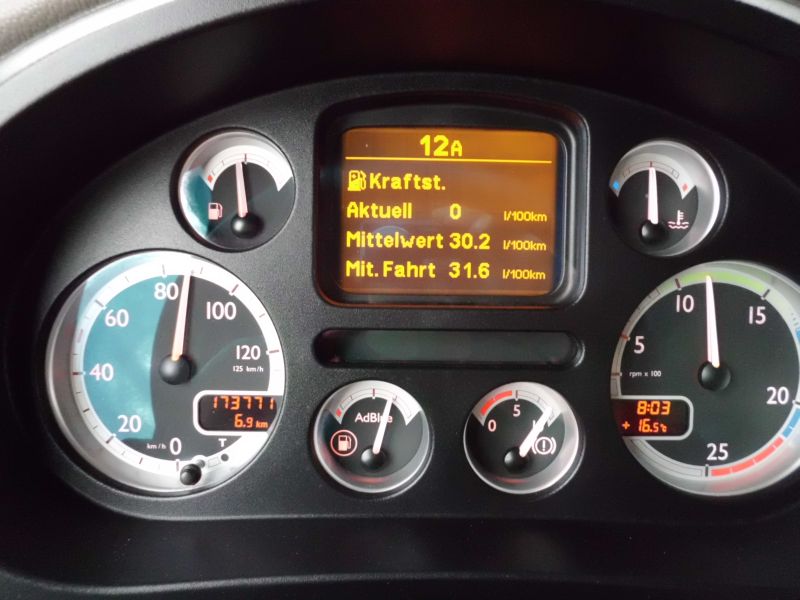 12A
Kraftst.
Aktuell 0 l/100km
Mittelwert 30.2 l/100km
Mit. Fahrt 31.6 l/100km
0
20
40
60
80
100
120
125 km/h
km/h
173771
6.9 km
T
AdBlue
0
5
5
10
15
20
25
rpm x 100
8:03
+ 16.5°C